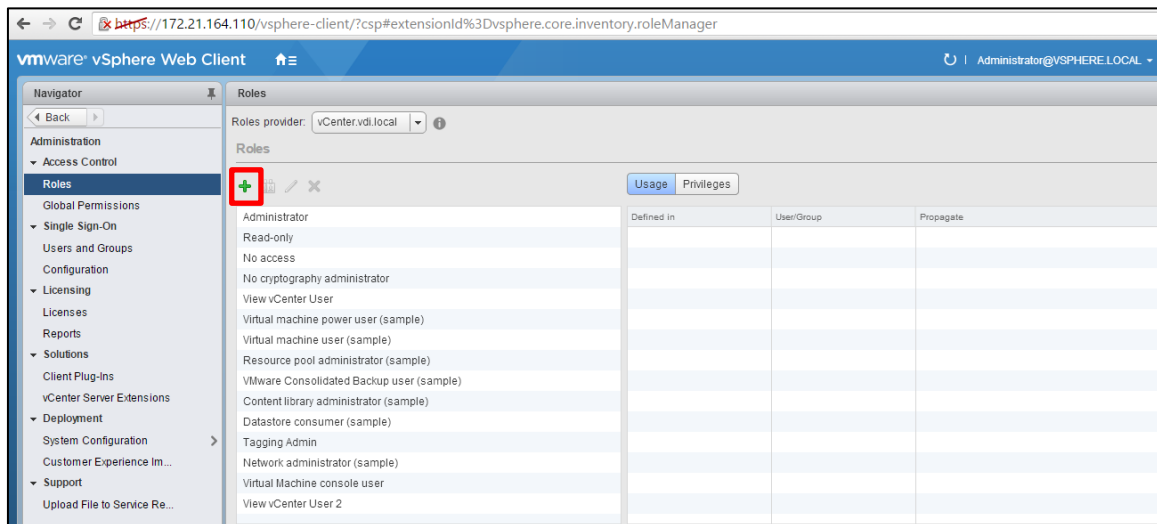 https://172.21.164.110/vsphere-client/?csp#extensionId%3Dvsphere.core.inventory.roleManager
vmware® vSphere Web Client
Administrator@VSPHERE.LOCAL
Navigator
Back
Administration
Access Control
Roles
Global Permissions
Single Sign-On
Users and Groups
Configuration
Licensing
Licenses
Reports
Solutions
Client Plug-Ins
vCenter Server Extensions
Deployment
System Configuration
Customer Experience Im...
Support
Upload File to Service Re...
Roles
Roles provider: vCenter.vdi.local
Roles
Administrator
Read-only
No access
No cryptography administrator
View vCenter User
Virtual machine power user (sample)
Virtual machine user (sample)
Resource pool administrator (sample)
VMware Consolidated Backup user (sample)
Content library administrator (sample)
Datastore consumer (sample)
Tagging Admin
Network administrator (sample)
Virtual Machine console user
View vCenter User 2
Usage Privileges
Defined in User/Group Propagate